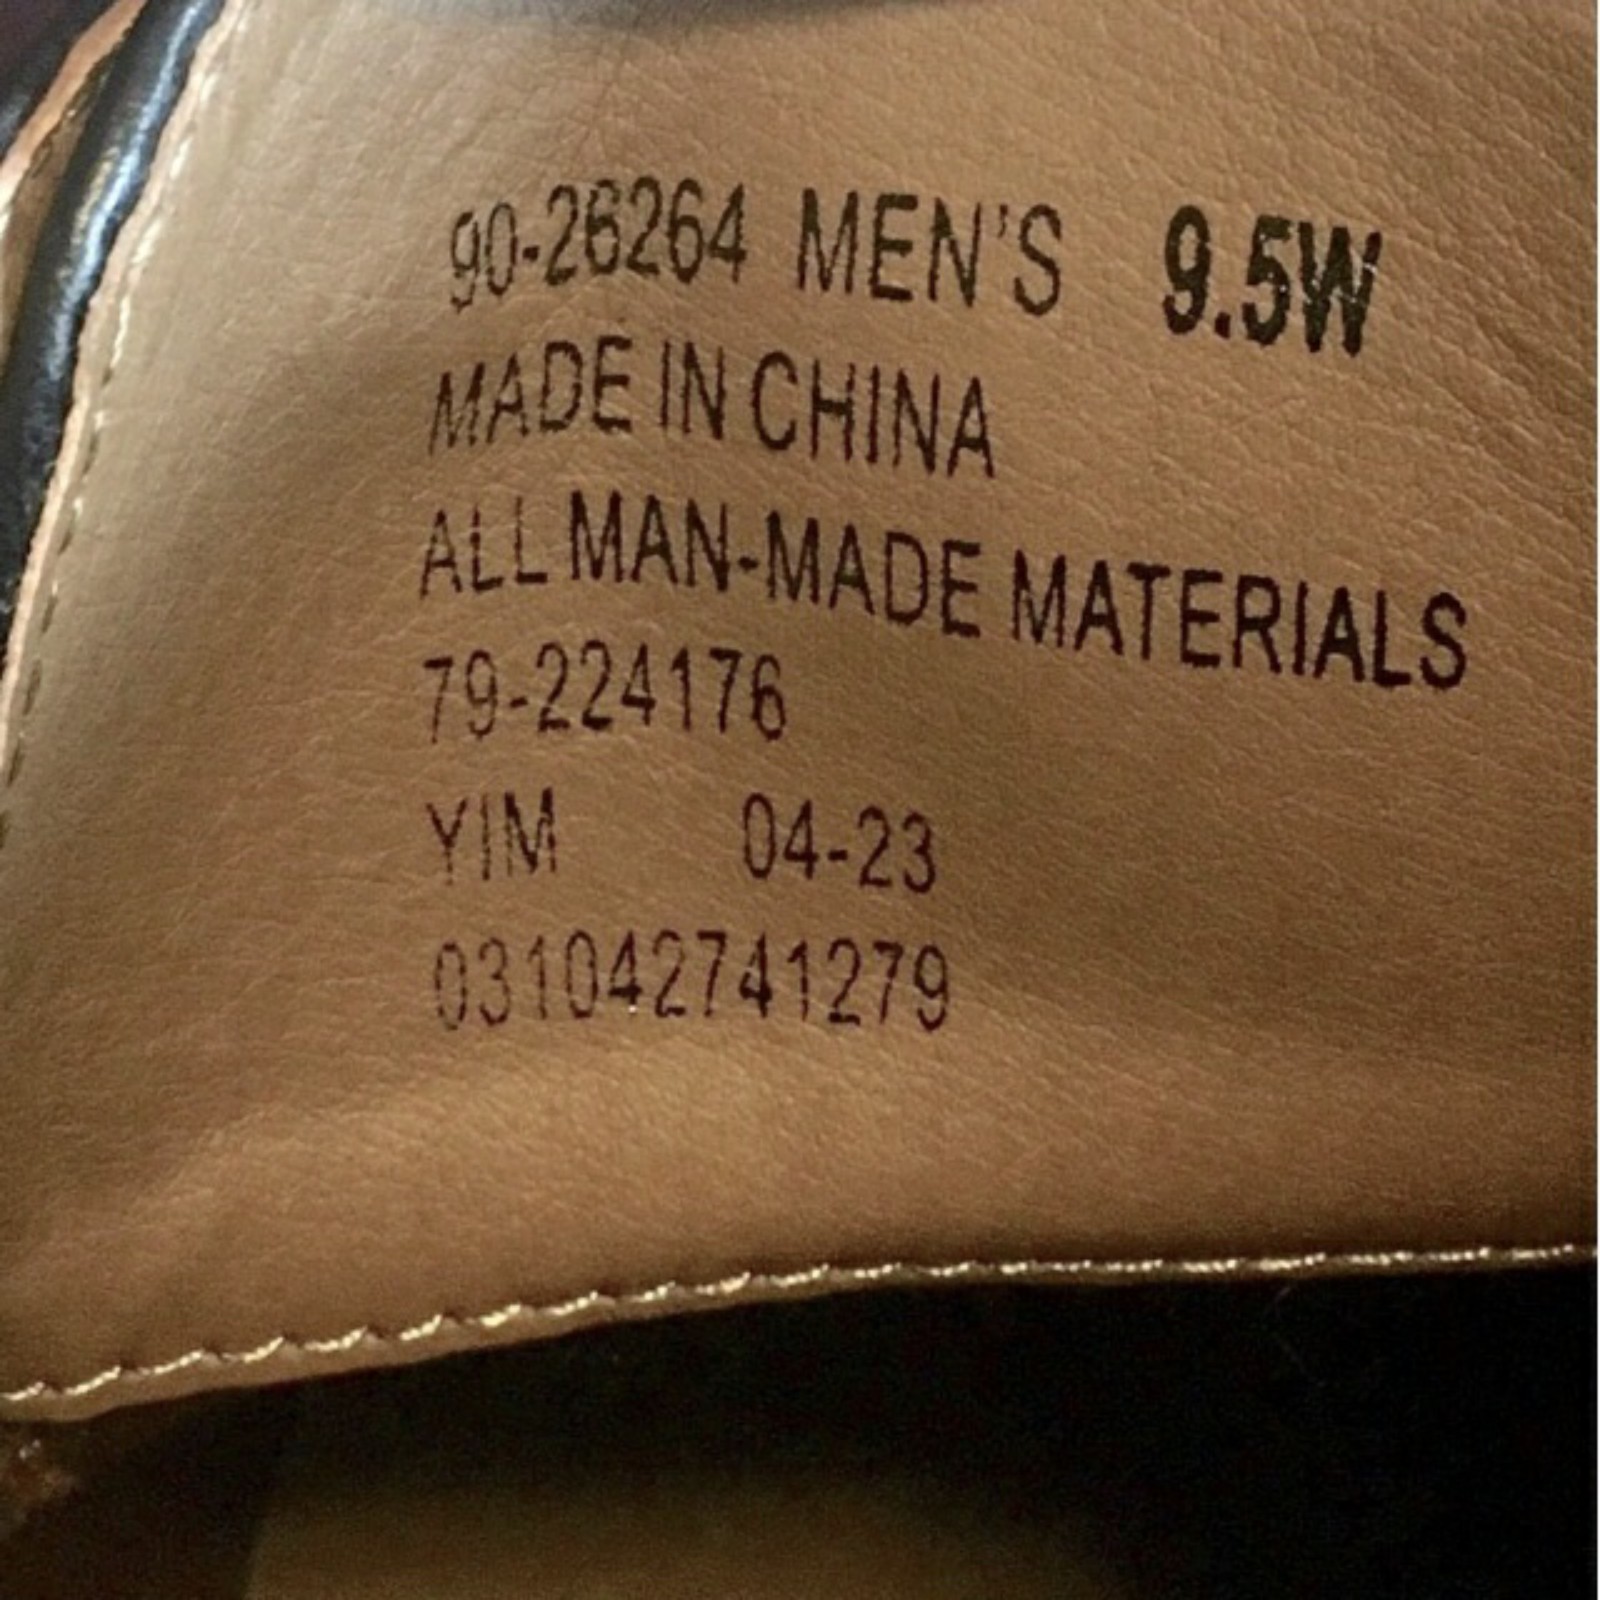 90-26264 MEN'S 9.5W
MADE IN CHINA
ALL MAN-MADE MATERIALS
79-224176
YIM 04-23
031042741279